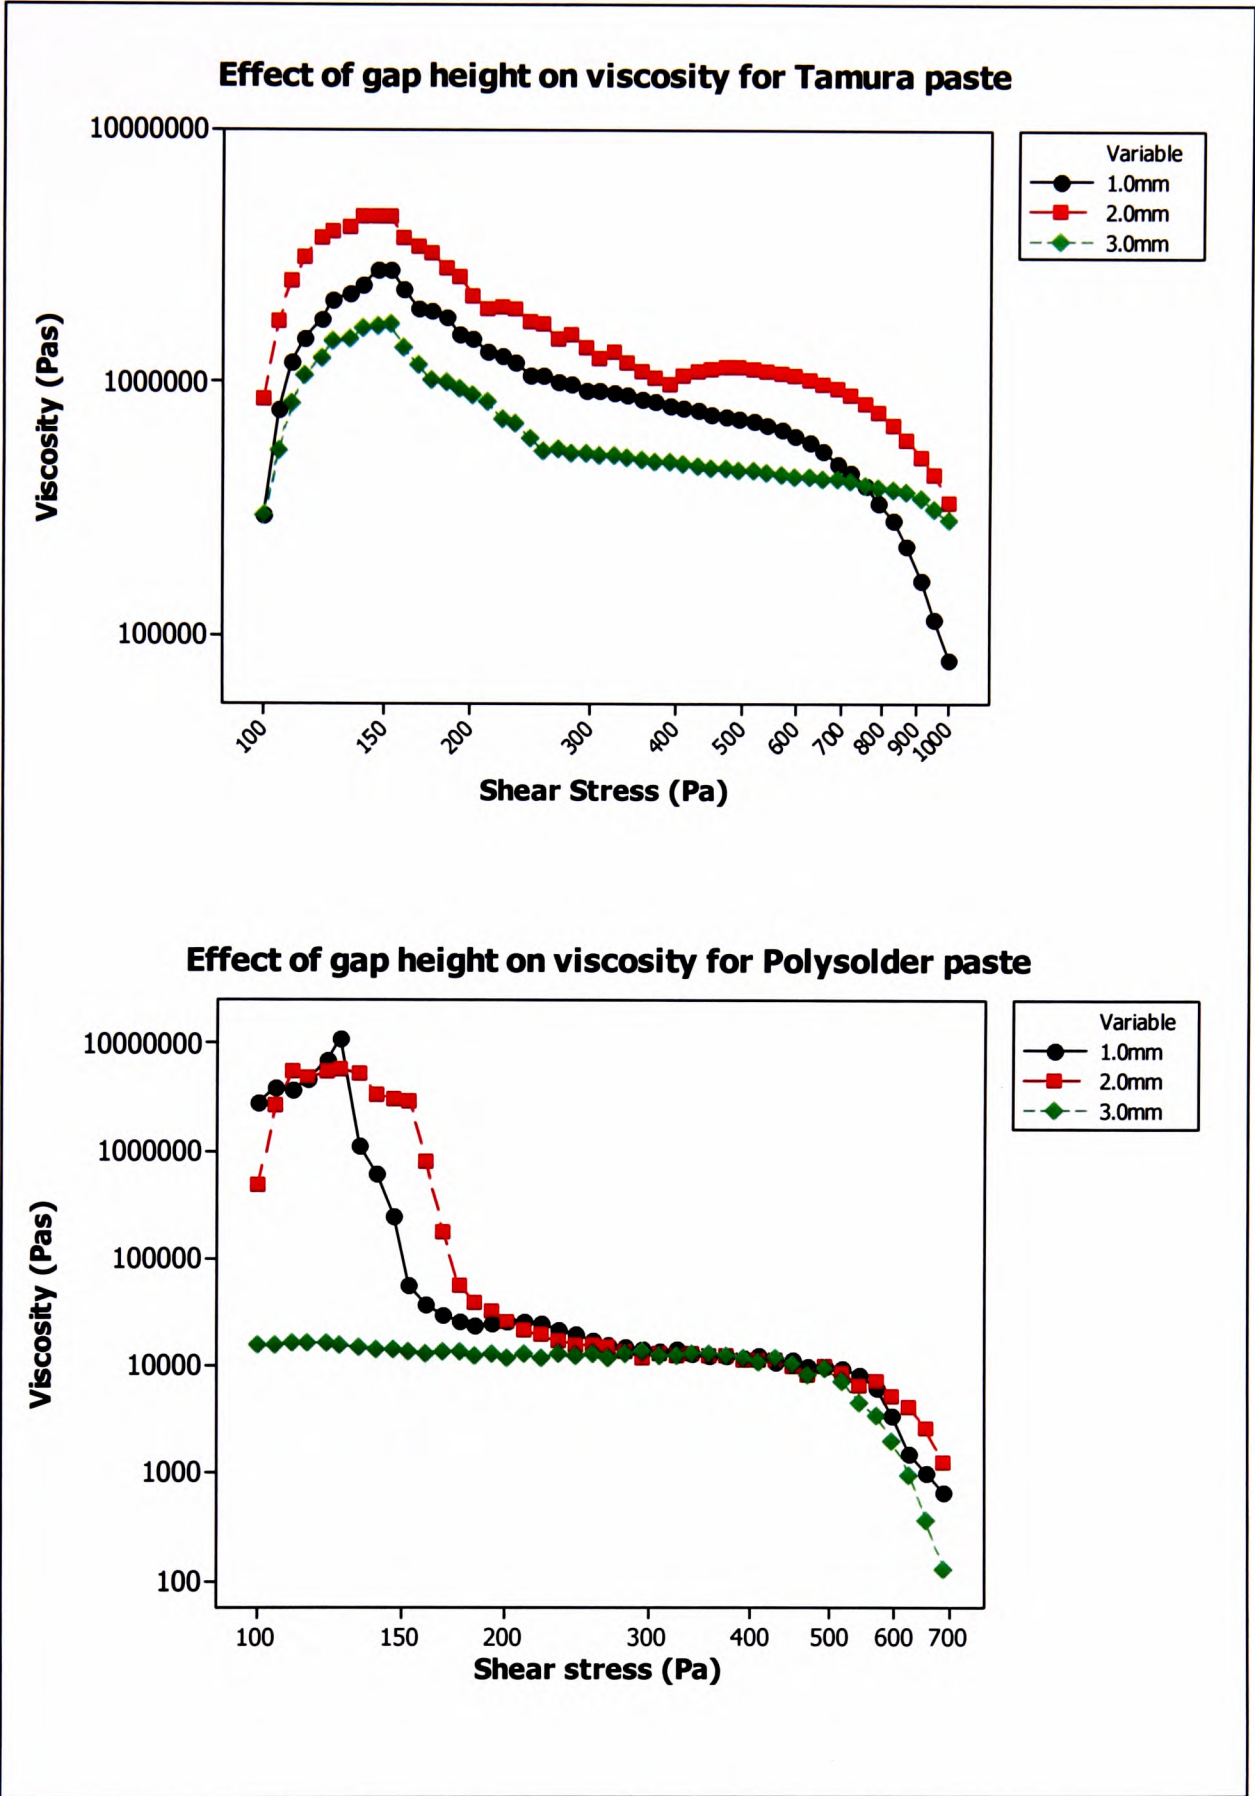 Effect of gap height on viscosity for Tamura paste
10000000
1000000
100000
Viscosity (Pas)
100 150 200 300 400 500 600 700 800 900 1000
Shear Stress (Pa)
Variable
1.0mm
2.0mm
3.0mm
Effect of gap height on viscosity for Polysolder paste
10000000
1000000
100000
10000
1000
100
Viscosity (Pas)
100 150 200 300 400 500 600 700
Shear stress (Pa)
Variable
1.0mm
2.0mm
3.0mm